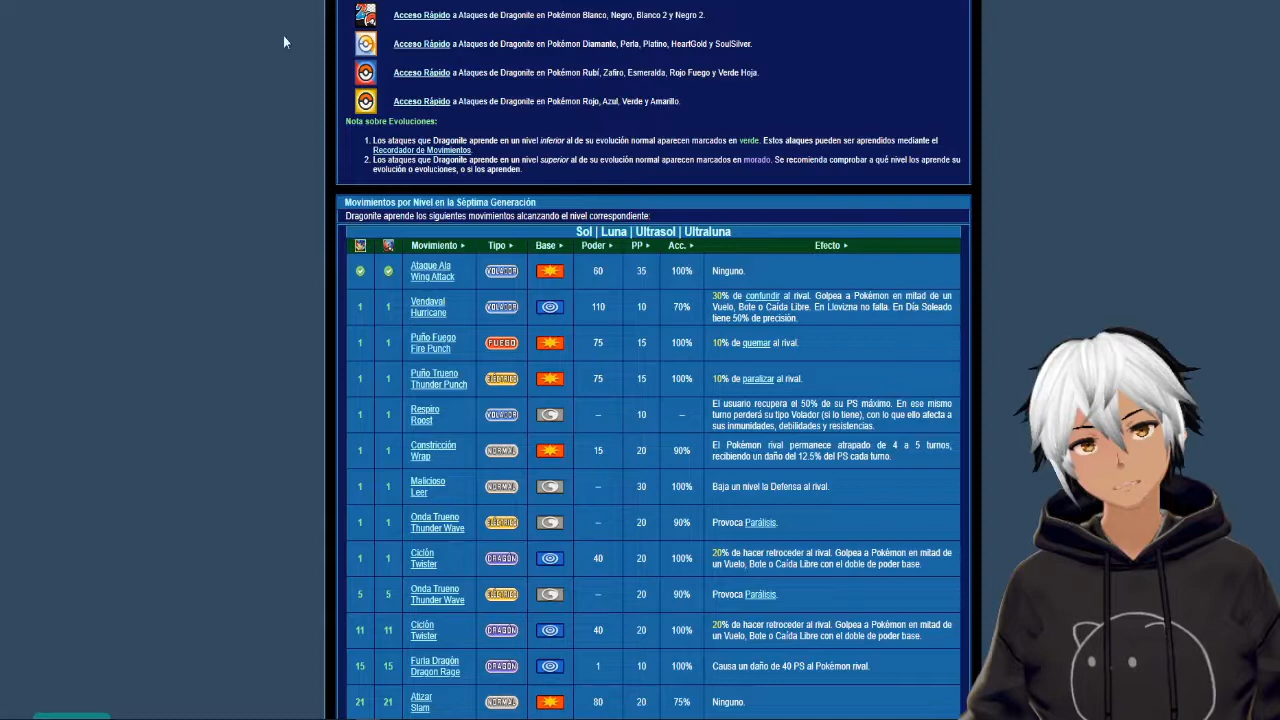 Acceso Rápido a Ataques de Dragonite en Pokémon Blanco, Negro, Blanco 2 y Negro 2.
Acceso Rápido a Ataques de Dragonite en Pokémon Diamante, Perla, Platino, HeartGold y SoulSilver.
Acceso Rápido a Ataques de Dragonite en Pokémon Rubí, Zafiro, Esmeralda, Rojo Fuego y Verde Hoja.
Acceso Rápido a Ataques de Dragonite en Pokémon Rojo, Azul, Verde y Amarillo.
Nota sobre Evoluciones:
1. Los ataques que Dragonite aprende en un nivel inferior al de su evolución normal aparecen marcados en verde. Estos ataques pueden ser aprendidos mediante el
Recordador de Movimientos.
2. Los ataques que Dragonite aprende en un nivel superior al de su evolución normal aparecen marcados en morado. Se recomienda comprobar a qué nivel los aprende su
evolución o evoluciones, o si los aprenden.
Movimientos por Nivel en la Séptima Generación
Dragonite aprende los siguientes movimientos alcanzando el nivel correspondiente:
Sol | Luna | Ultrasol | Ultraluna
Movimiento Tipo Base Poder PP Acc. Efecto
Ataque Ala
Wing Attack VOLADOR 60 35 100% Ninguno.
1 1 Vendaval
Hurricane VOLADOR 110 10 70% 30% de confundir al rival. Golpea a Pokémon en mitad de un
Vuelo, Bote o Caída Libre. En Llovizna no falla. En Día Soleado
tiene 50% de precisión.
1 1 Puño Fuego
Fire Punch FUEGO 75 15 100% 10% de quemar al rival.
1 1 Puño Trueno
Thunder Punch ELÉCTRICO 75 15 100% 10% de paralizar al rival.
1 1 Respiro
Roost VOLADOR – 10 – El usuario recupera el 50% de su PS máximo. En ese mismo
turno perderá su tipo Volador (si lo tiene), con lo que ello afecta a
sus inmunidades, debilidades y resistencias.
1 1 Constricción
Wrap NORMAL 15 20 90% El Pokémon rival permanece atrapado de 4 a 5 turnos,
recibiendo un daño del 12.5% del PS cada turno.
1 1 Malicioso
Leer NORMAL – 30 100% Baja un nivel la Defensa al rival.
1 1 Onda Trueno
Thunder Wave ELÉCTRICO – 20 90% Provoca Parálisis.
1 1 Ciclón
Twister DRAGON 40 20 100% 20% de hacer retroceder al rival. Golpea a Pokémon en mitad de
un Vuelo, Bote o Caída Libre con el doble de poder base.
5 5 Onda Trueno
Thunder Wave ELÉCTRICO – 20 90% Provoca Parálisis.
11 11 Ciclón
Twister DRAGON 40 20 100% 20% de hacer retroceder al rival. Golpea a Pokémon en mitad de
un Vuelo, Bote o Caída Libre con el doble de poder base.
15 15 Furia Dragón
Dragon Rage DRAGON 1 10 100% Causa un daño de 40 PS al Pokémon rival.
21 21 Atizar
Slam NORMAL 80 20 75% Ninguno.